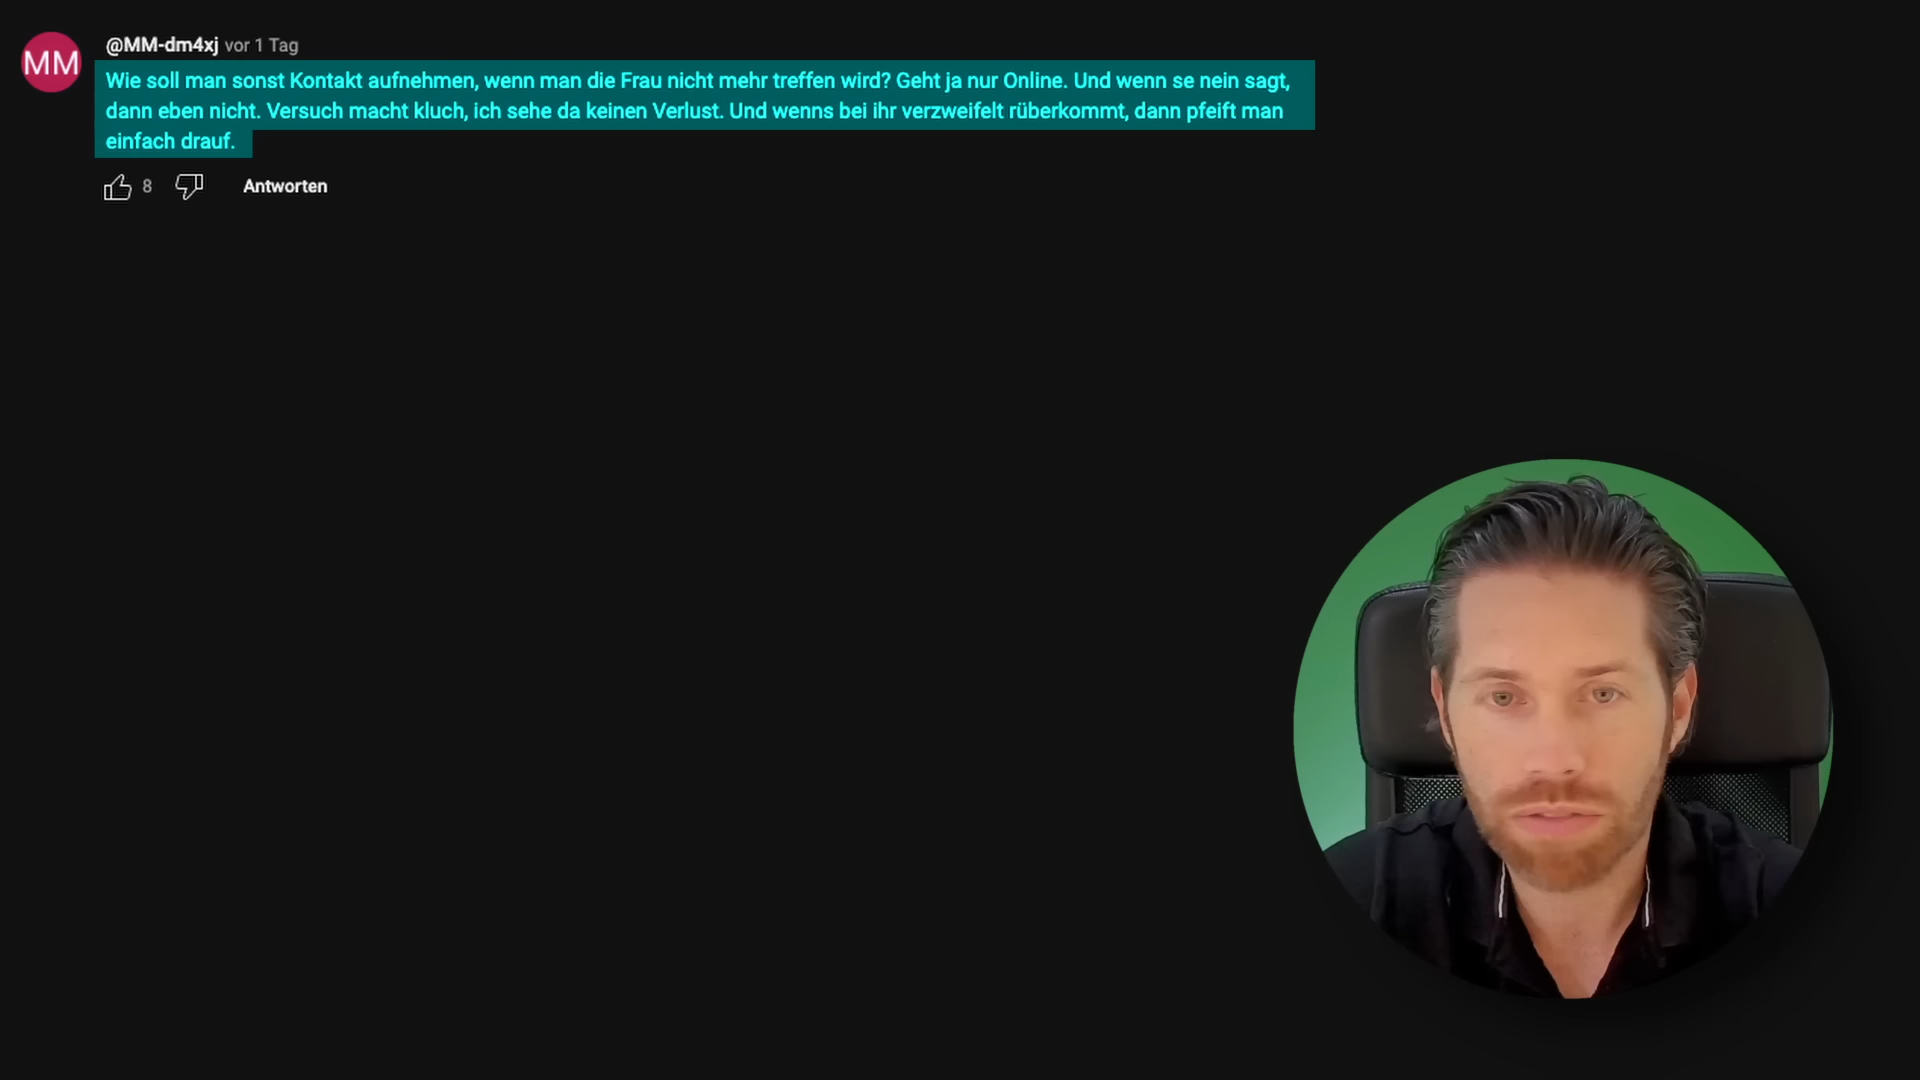 MM
@MM-dm4xj vor 1 Tag
Wie soll man sonst Kontakt aufnehmen, wenn man die Frau nicht mehr treffen wird? Geht ja nur Online. Und wenn se nein sagt,
dann eben nicht. Versuch macht kluch, ich sehe da keinen Verlust. Und wenns bei ihr verzweifelt rüberkommt, dann pfeift man
einfach drauf.
8 Antworten